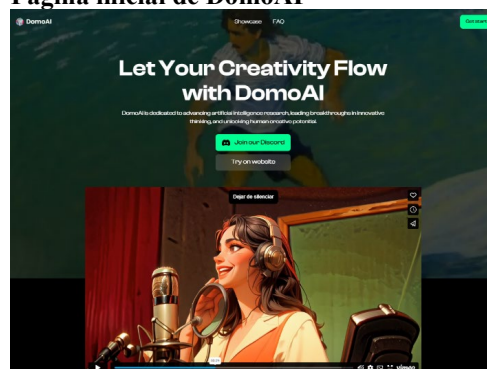 Página inicial de DomoAI
DomoAI
Showcase FAQ
Get start
Let Your Creativity Flow
with DomoAI
DomoAI is dedicated to advancing artificial intelligence research, leading breakthroughs in innovative
thinking, and unlocking human creative potential.
Join our Discord
Try on website
Dejar de silenciar
vimeo